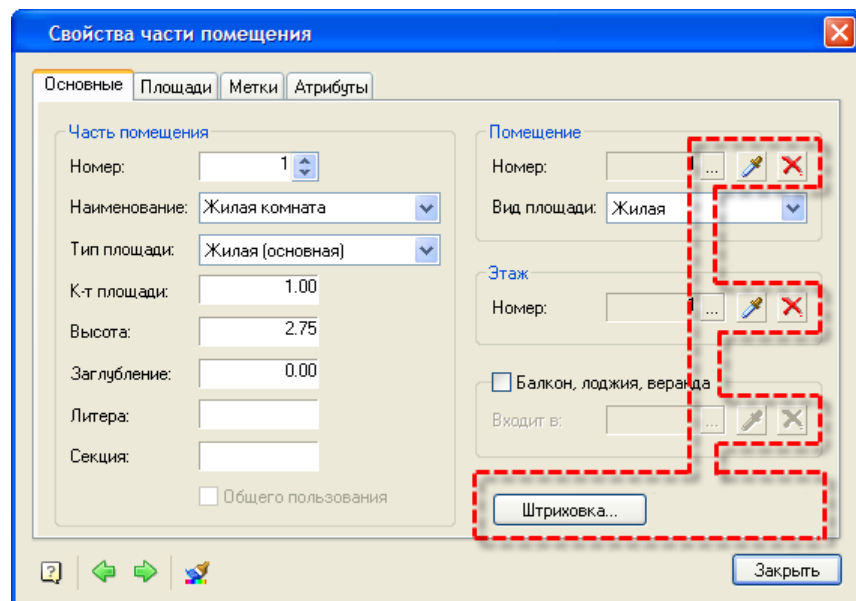 Свойства части помещения
Основные Площади Метки Атрибуты
Часть помещения
Номер: 1
Наименование: Жилая комната
Тип площади: Жилая (основная)
К-т площади: 1.00
Высота: 2.75
Заглубление: 0.00
Литера:
Секция:
Общего пользования
Помещение
Номер: 1 ...
Вид площади: Жилая
Этаж
Номер: 1 ...
Балкон, лоджия, веранда
Входит в: ...
Штриховка...
? Закрыть